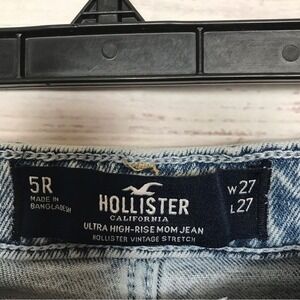 5R
MADE IN
BANGLADESH
HOLLISTER
CALIFORNIA
ULTRA HIGH-RISE MOM JEAN
HOLLISTER VINTAGE STRETCH
W27
L27